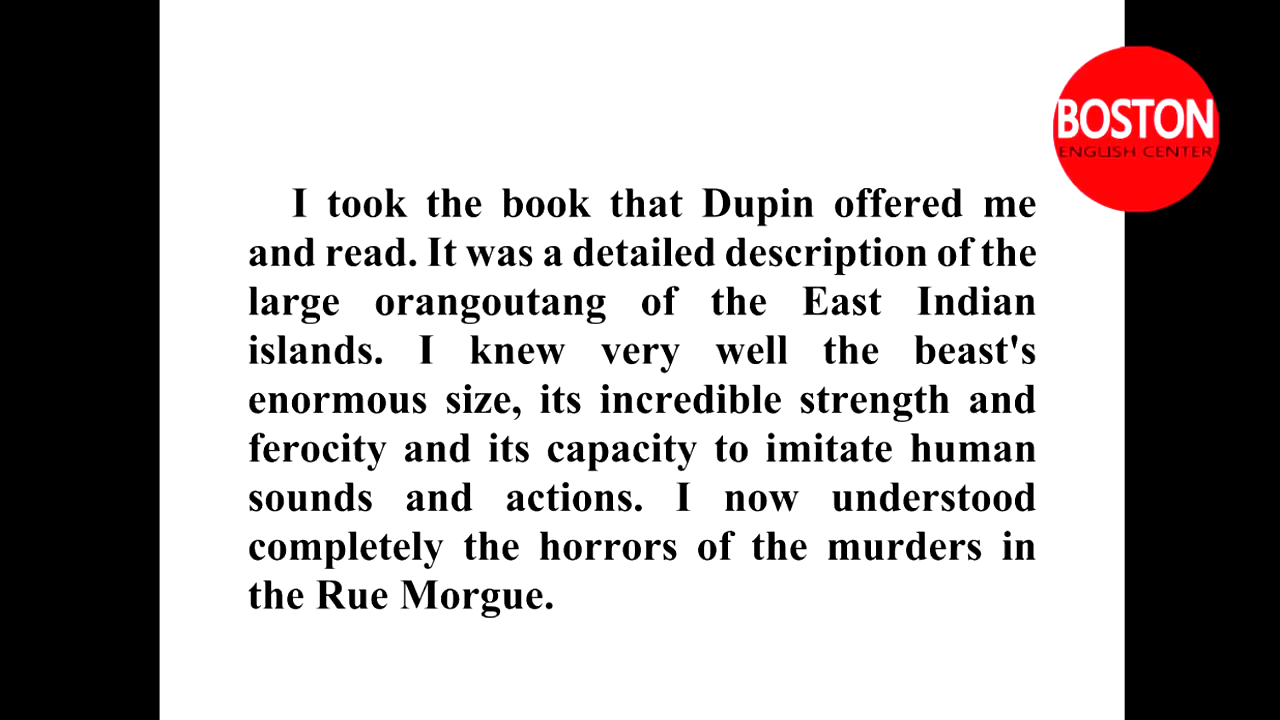 BOSTON
ENGLISH CENTER
I took the book that Dupin offered me
and read. It was a detailed description of the
large orangoutang of the East Indian
islands. I knew very well the beast's
enormous size, its incredible strength and
ferocity and its capacity to imitate human
sounds and actions. I now understood
completely the horrors of the murders in
the Rue Morgue.